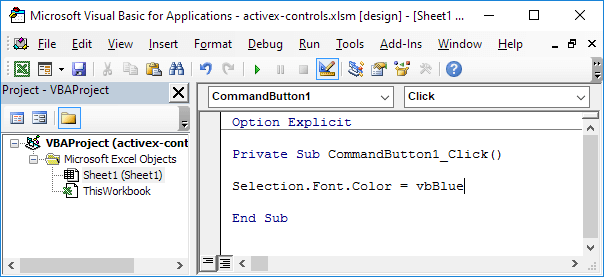 Microsoft Visual Basic for Applications - activex-controls.xlsm [design] - [Sheet1 ...
File Edit View Insert Format Debug Run Tools Add-Ins Window Help
Project - VBAProject
VBAProject (activex-cont
Microsoft Excel Objects
Sheet1 (Sheet1)
ThisWorkbook
CommandButton1 Click
Option Explicit
Private Sub CommandButton1_Click()
Selection.Font.Color = vbBlue
End Sub